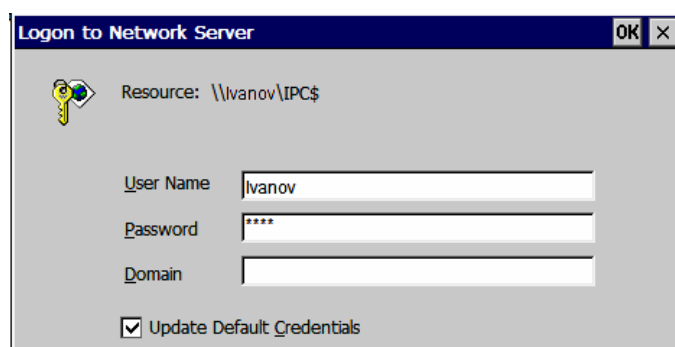 Logon to Network Server OK ×
Resource: \\Ivanov\IPC$
User Name Ivanov
Password ****
Domain
Update Default Credentials